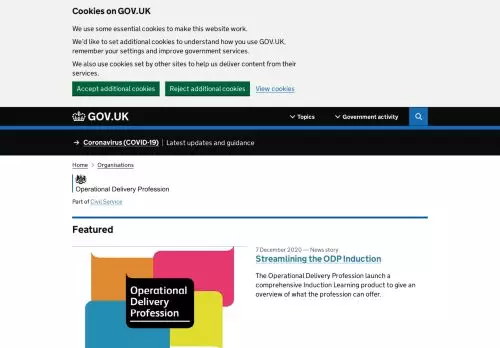 Cookies on GOV.UK
We use some essential cookies to make this website work.
We'd like to set additional cookies to understand how you use GOV.UK,
remember your settings and improve government services.
We also use cookies set by other sites to help us deliver content from their
services.
Accept additional cookies Reject additional cookies View cookies
GOV.UK Topics Government activity
→ Coronavirus (COVID-19) Latest updates and guidance
Home > Organisations
Operational Delivery Profession
Part of Civil Service
Featured
7 December 2020 — News story
Streamlining the ODP Induction
The Operational Delivery Profession launch a
comprehensive Induction Learning product to give an
overview of what the profession can offer.
Operational
Delivery
Profession